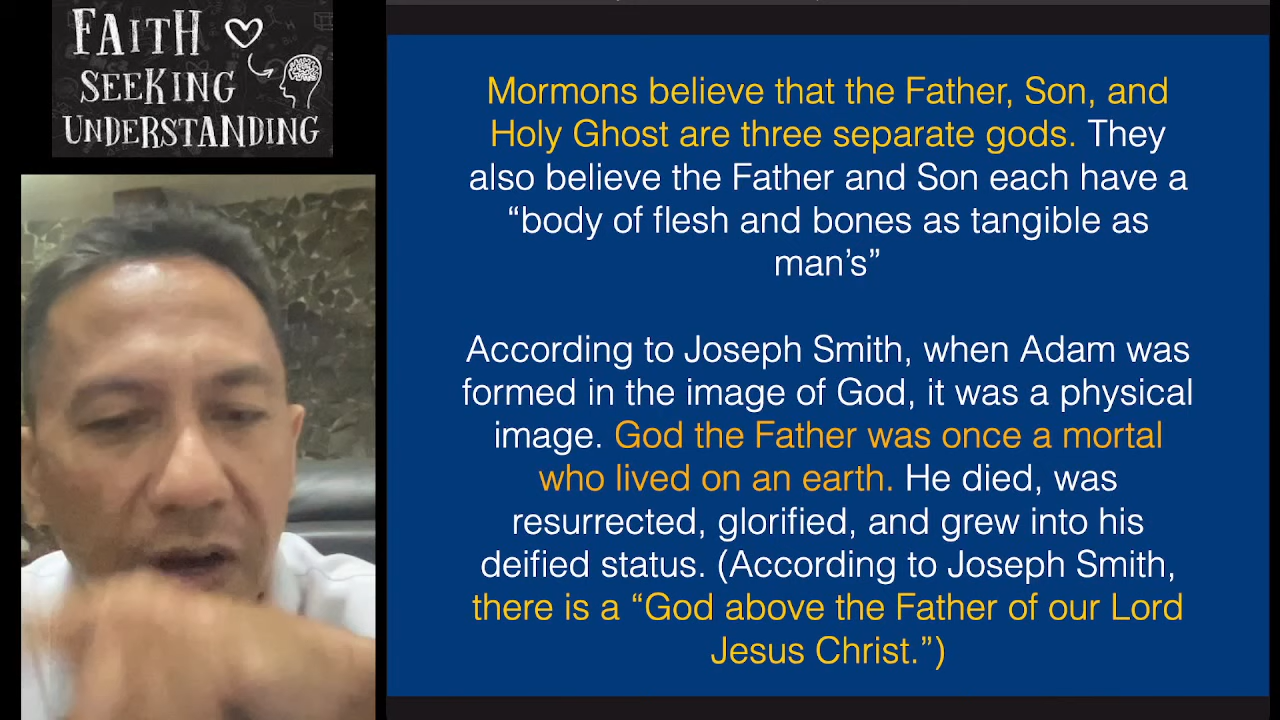 FAITH
SEEKING
UNDERSTANDING
Mormons believe that the Father, Son, and
Holy Ghost are three separate gods. They
also believe the Father and Son each have a
“body of flesh and bones as tangible as
man’s”
According to Joseph Smith, when Adam was
formed in the image of God, it was a physical
image. God the Father was once a mortal
who lived on an earth. He died, was
resurrected, glorified, and grew into his
deified status. (According to Joseph Smith,
there is a “God above the Father of our Lord
Jesus Christ.”)